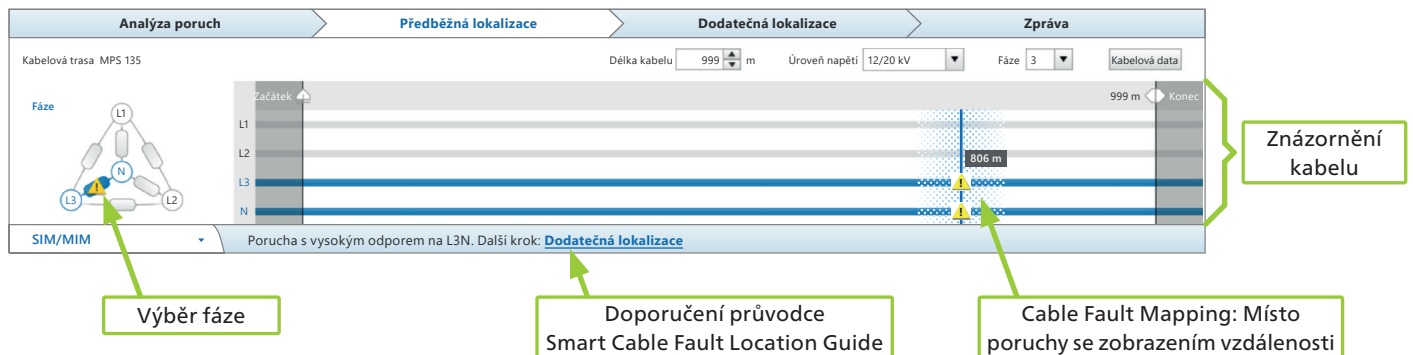 Analýza poruch
Předběžná lokalizace
Dodatečná lokalizace
Zpráva
Kabelová trasa MPS 135
Délka kabelu 999 m
Úroveň napětí 12/20 kV
Fáze 3
Kabelová data
Fáze
L1
N
L3
L2
Začátek
999 m
Konec
L1
L2
806 m
L3
N
Znázornění
kabelu
SIM/MIM
Porucha s vysokým odporem na L3N. Další krok: Dodatečná lokalizace
Výběr fáze
Doporučení průvodce
Smart Cable Fault Location Guide
Cable Fault Mapping: Místo
poruchy se zobrazením vzdálenosti